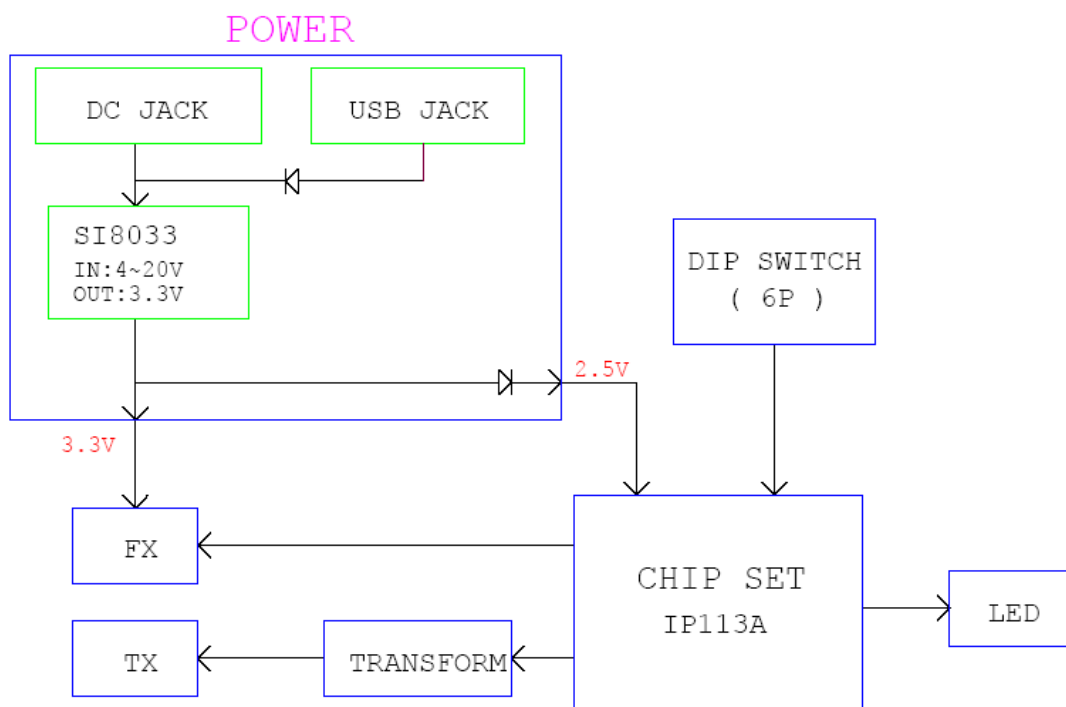 POWER
DC JACK
USB JACK
SI8033
IN:4~20V
OUT:3.3V
DIP SWITCH
( 6P )
2.5V
3.3V
FX
CHIP SET
IP113A
LED
TX
TRANSFORM